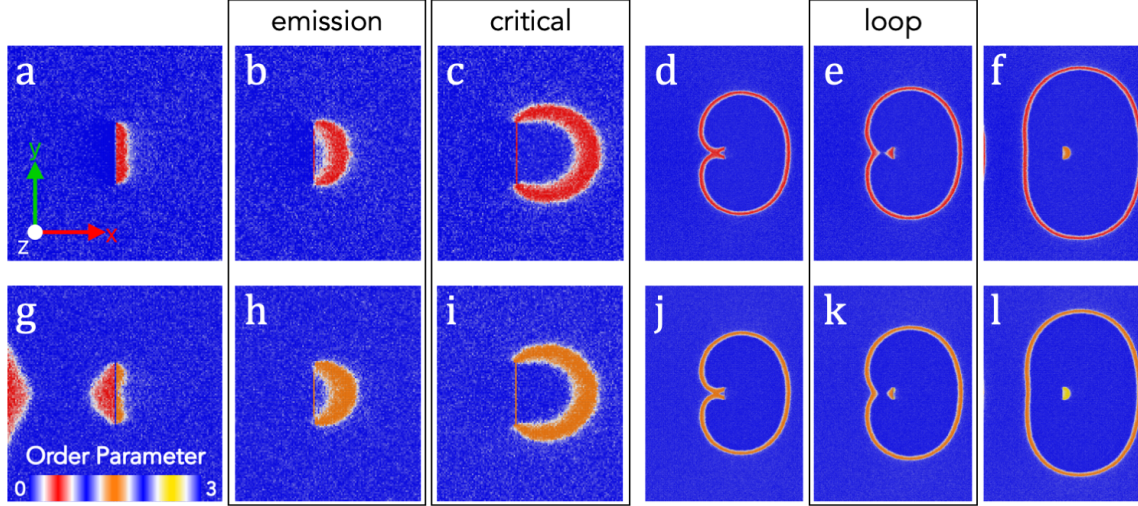 emission critical loop
a b c d e f
y
z x
g h i j k l
Order Parameter
0 3